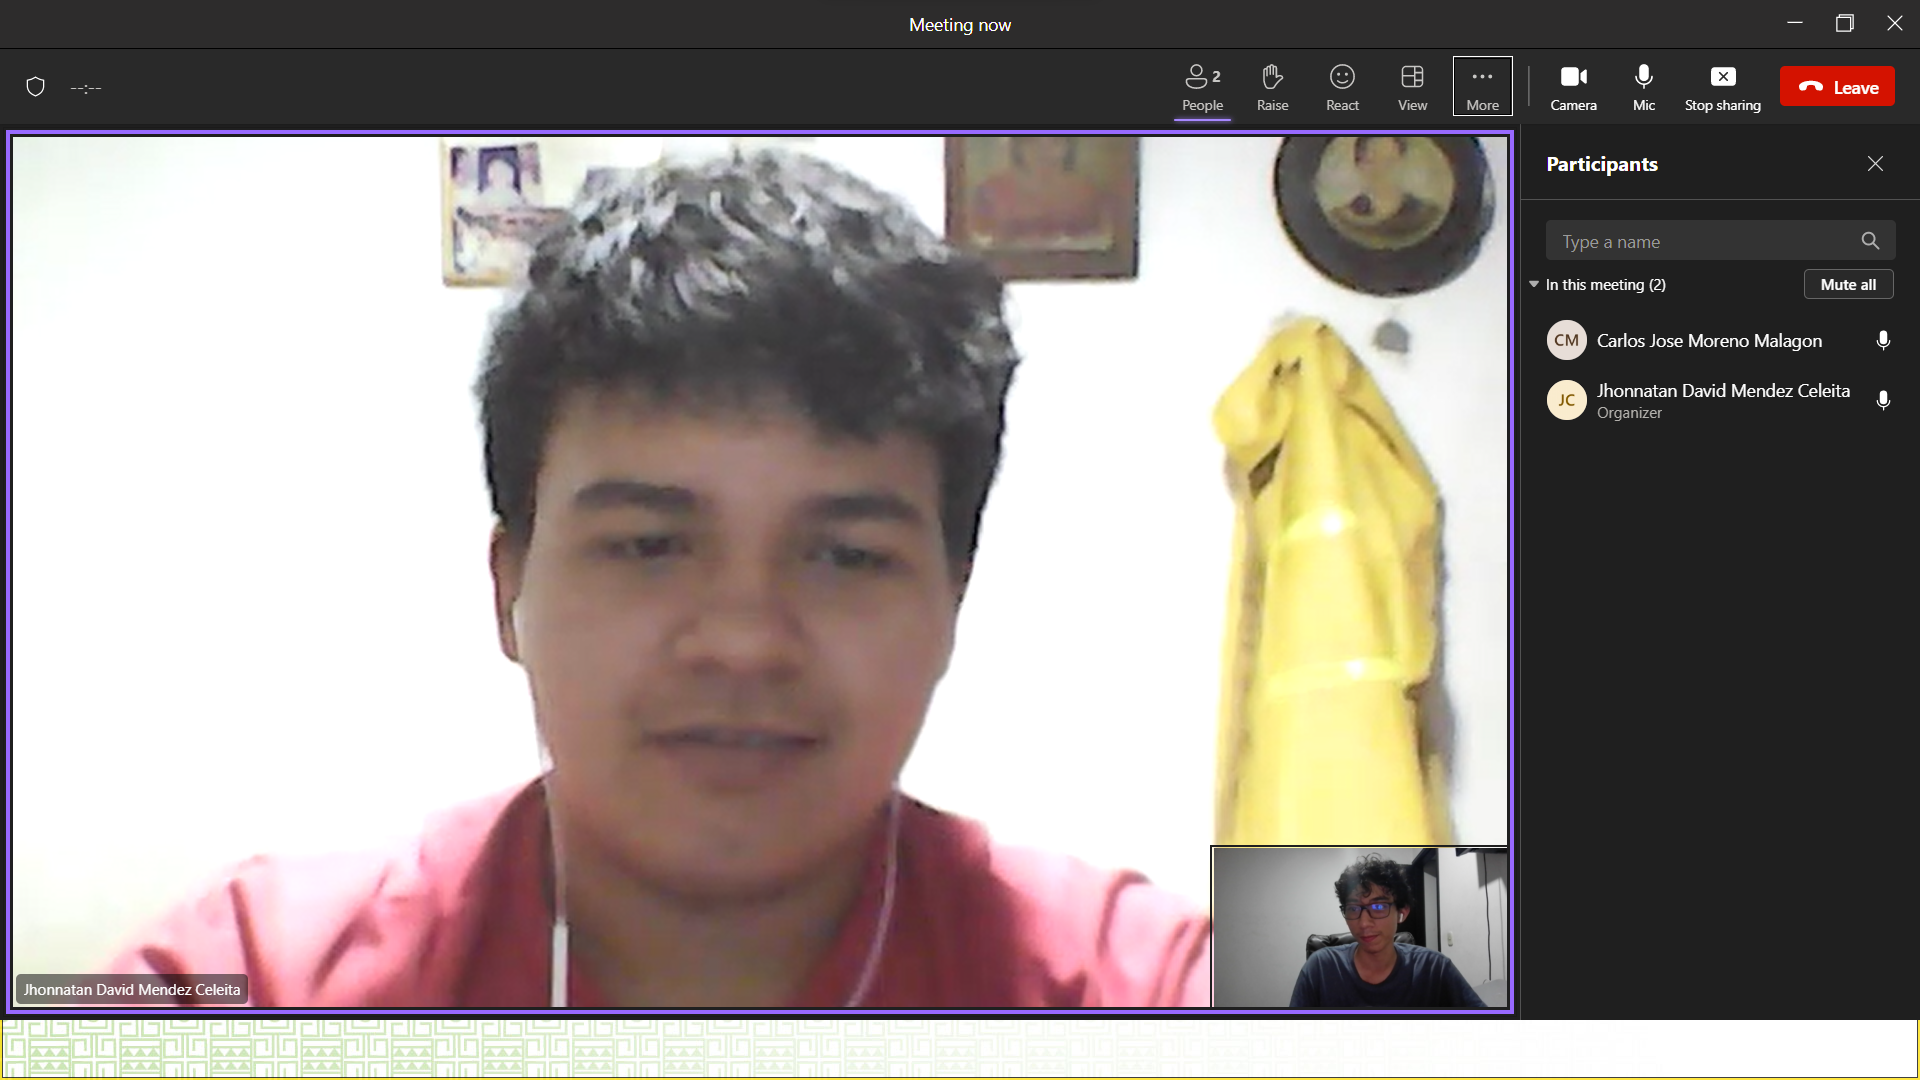 Meeting now
--:--
2
People
Raise
React
View
More
Camera
Mic
Stop sharing
Leave
Participants
Type a name
In this meeting (2)
Mute all
CM
Carlos Jose Moreno Malagon
JC
Jhonnatan David Mendez Celeita
Organizer
Jhonnatan David Mendez Celeita